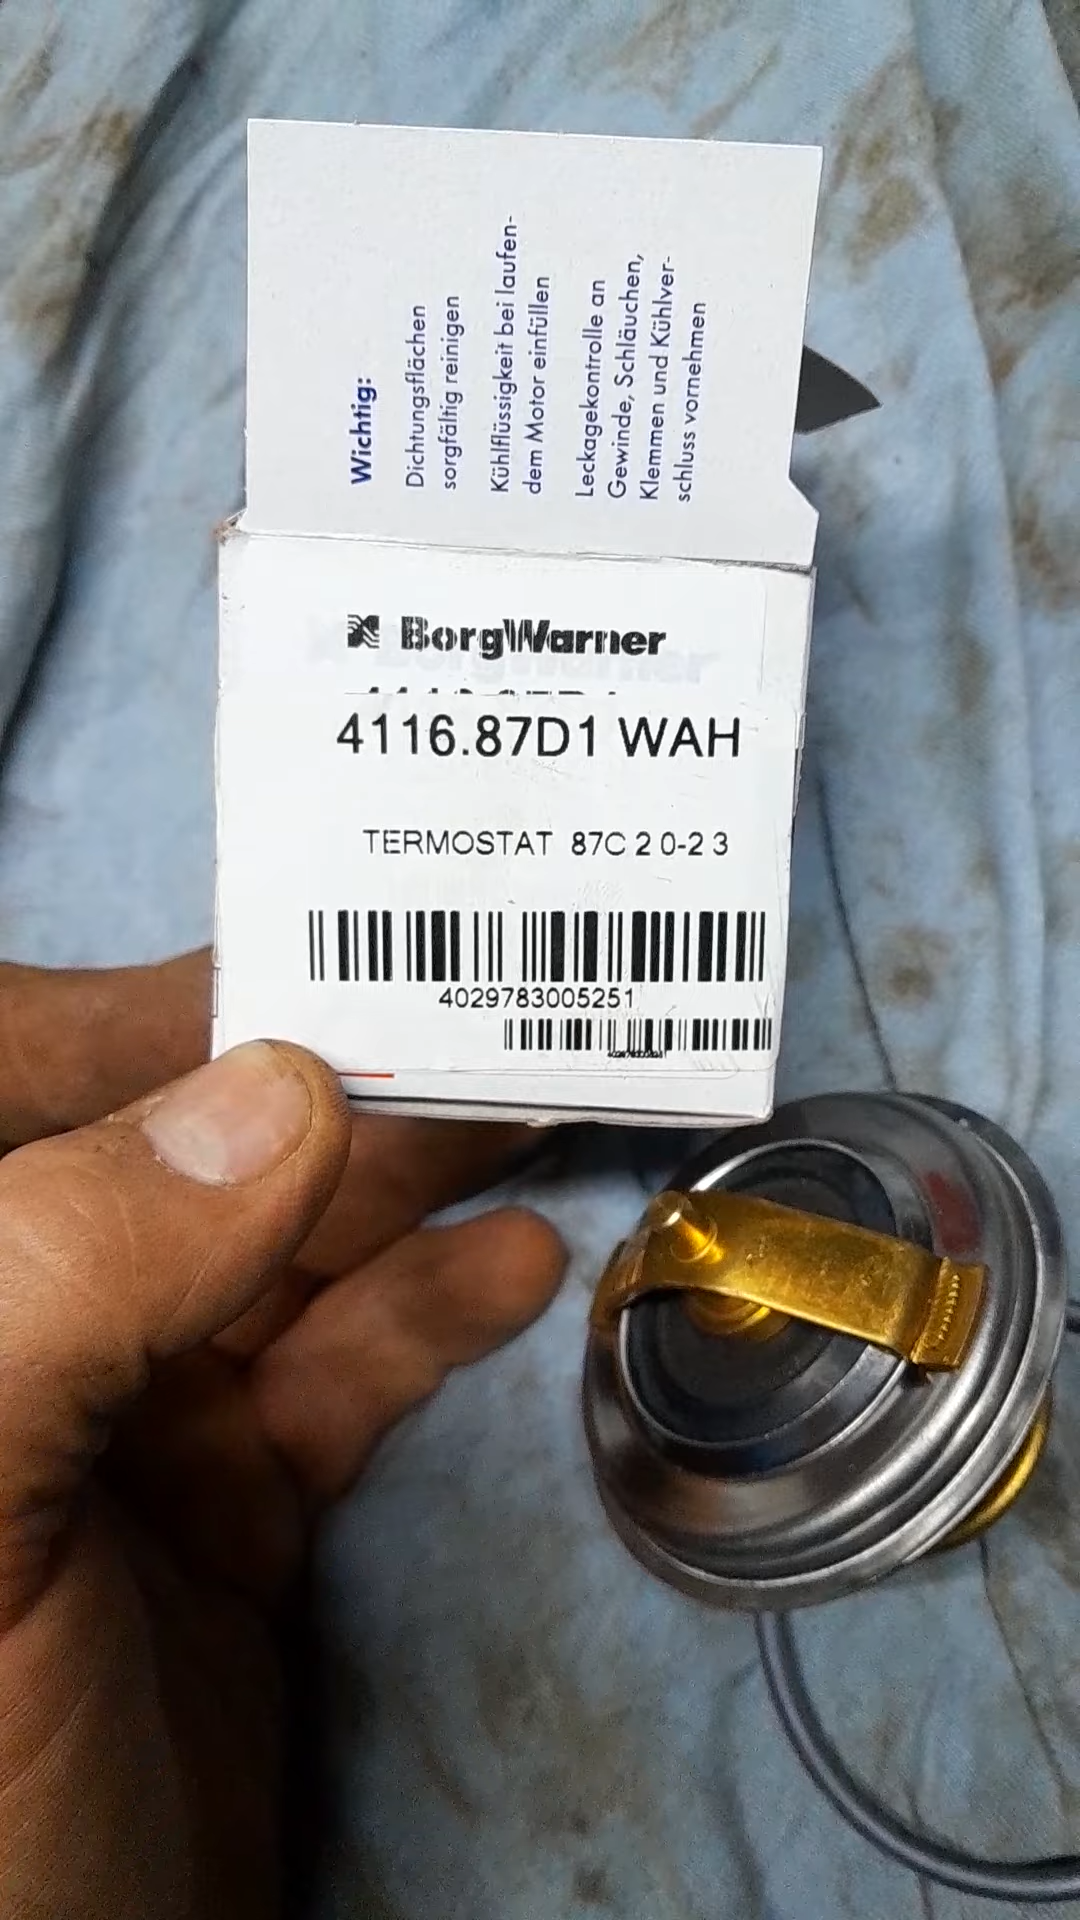 Wichtig:
Dichtungsflächen
sorgfältig reinigen
Kühlflüssigkeit bei laufen-
dem Motor einfüllen
Leckagekontrolle an
Gewinde, Schläuchen,
Klemmen und Kühlver-
schluss vornehmen
BorgWarner
4116.87D1 WAH
TERMOSTAT 87C 2 0-2 3
4029783005251